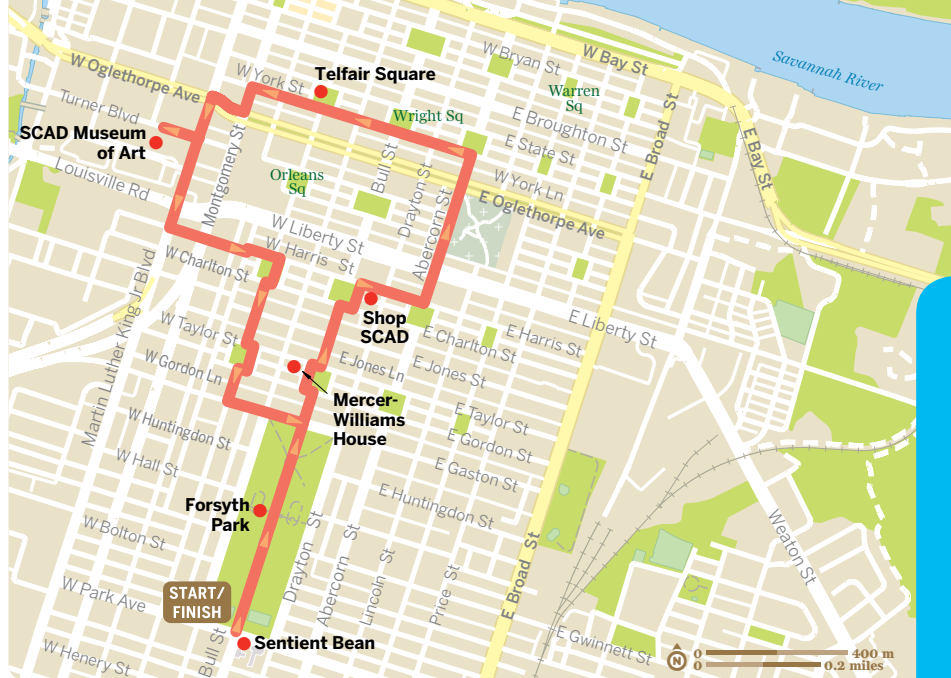 W Bay St
Savannah River
W Bryan St
W Oglethorpe Ave
W York St
Telfair Square
Warren
Sq
Turner Blvd
Wright Sq
E Broughton St
E Broad St
SCAD Museum
of Art
E State St
E Bay St
Montgomery St
Bull St
Louisville Rd
Orleans
Sq
Drayton St
W York Ln
Abercorn St
E Oglethorpe Ave
W Liberty St
W Harris St
W Charlton St
Martin Luther King Jr Blvd
Shop
SCAD
E Liberty St
W Taylor St
E Charlton St
E Harris St
W Gordon Ln
E Jones Ln
E Jones St
Mercer-
Williams
House
W Huntingdon St
E Taylor St
E Gordon St
W Hall St
E Gaston St
Forsyth
Park
E Huntingdon St
W Bolton St
Drayton St
Abercorn St
Lincoln St
Price St
E Broad St
Weaton St
W Park Ave
START/
FINISH
Bull St
Sentient Bean
W Henery St
E Gwinnett St
N
0 400 m
0 0.2 miles